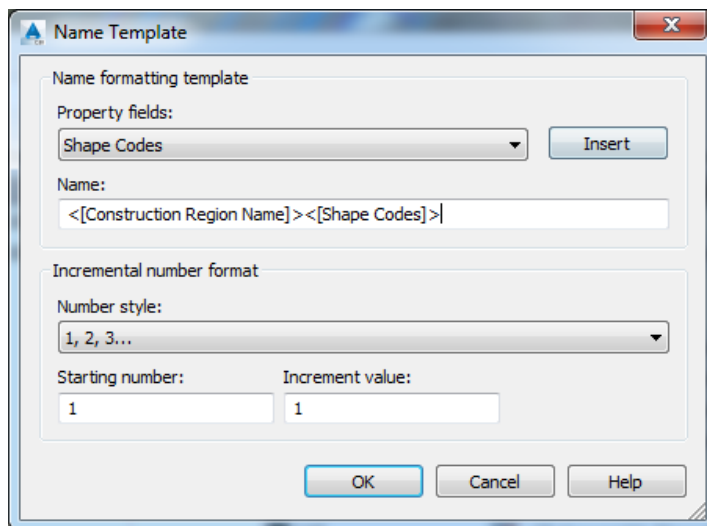 Name Template
Name formatting template
Property fields:
Shape Codes
Insert
Name:
<[Construction Region Name]><[Shape Codes]>
Incremental number format
Number style:
1, 2, 3...
Starting number: Increment value:
1 1
OK Cancel Help